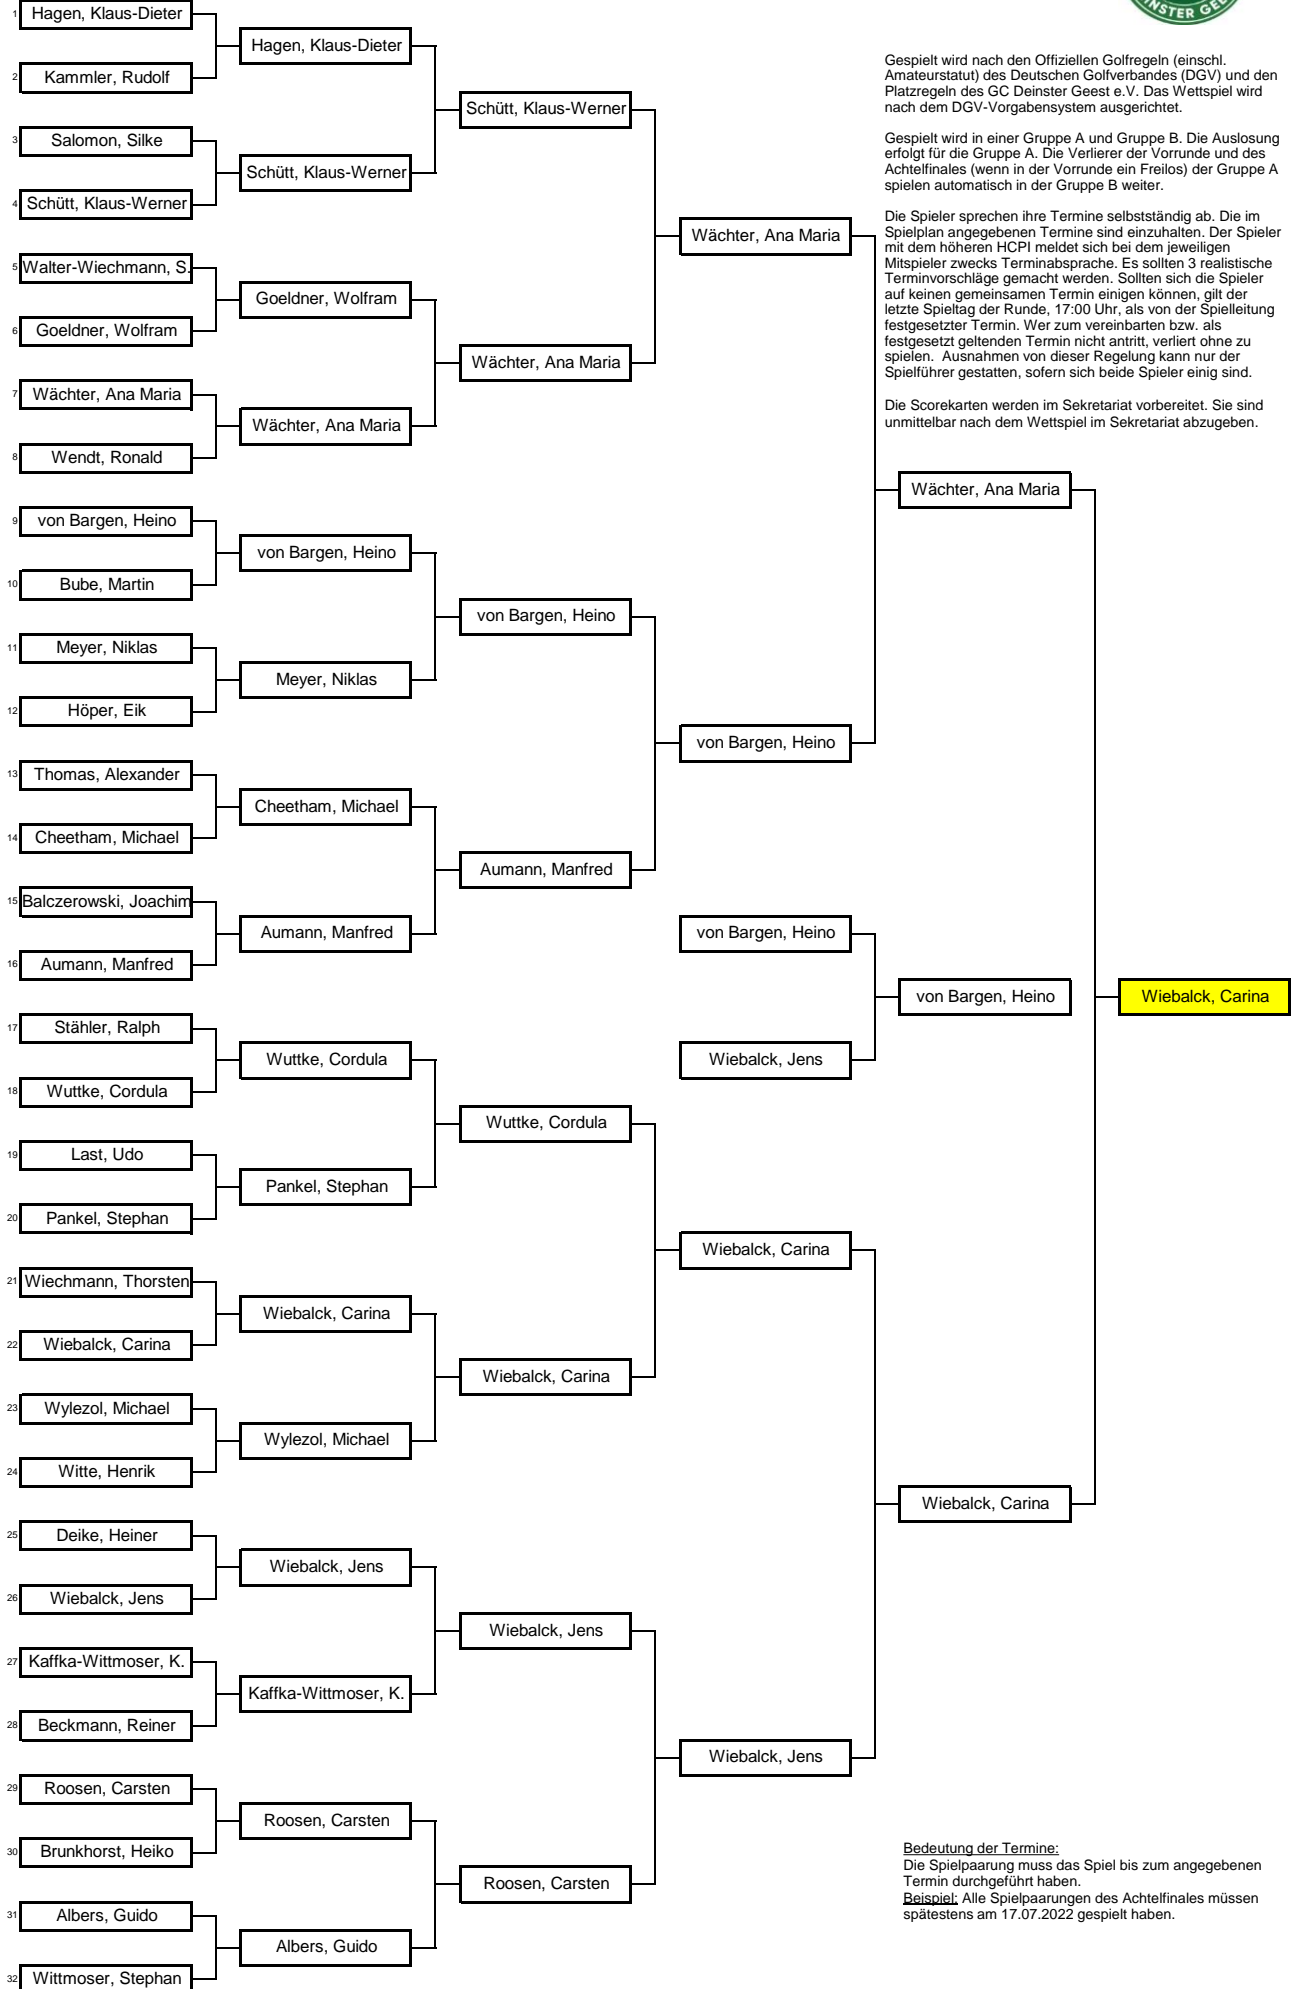 1 Hagen, Klaus-Dieter
2 Kammler, Rudolf
3 Salomon, Silke
4 Schütt, Klaus-Werner
5 Walter-Wiechmann, S.
6 Goeldner, Wolfram
7 Wächter, Ana Maria
8 Wendt, Ronald
9 von Bargen, Heino
10 Bube, Martin
11 Meyer, Niklas
12 Höper, Eik
13 Thomas, Alexander
14 Cheetham, Michael
15 Balczerowski, Joachim
16 Aumann, Manfred
17 Stähler, Ralph
18 Wuttke, Cordula
19 Last, Udo
20 Pankel, Stephan
21 Wiechmann, Thorsten
22 Wiebalck, Carina
23 Wylezol, Michael
24 Witte, Henrik
25 Deike, Heiner
26 Wiebalck, Jens
27 Kaffka-Wittmoser, K.
28 Beckmann, Reiner
29 Roosen, Carsten
30 Brunkhorst, Heiko
31 Albers, Guido
32 Wittmoser, Stephan
Hagen, Klaus-Dieter
Schütt, Klaus-Werner
Goeldner, Wolfram
Wächter, Ana Maria
von Bargen, Heino
Meyer, Niklas
Cheetham, Michael
Aumann, Manfred
Wuttke, Cordula
Pankel, Stephan
Wiebalck, Carina
Wylezol, Michael
Wiebalck, Jens
Kaffka-Wittmoser, K.
Roosen, Carsten
Albers, Guido
Schütt, Klaus-Werner
Wächter, Ana Maria
von Bargen, Heino
Aumann, Manfred
Wuttke, Cordula
Wiebalck, Carina
Wiebalck, Jens
Roosen, Carsten
Wächter, Ana Maria
von Bargen, Heino
von Bargen, Heino
Wiebalck, Jens
Wiebalck, Carina
Wiebalck, Jens
Wächter, Ana Maria
von Bargen, Heino
Wiebalck, Carina
Wiebalck, Carina
Gespielt wird nach den Offiziellen Golfregeln (einschl.
Amateurstatut) des Deutschen Golfverbandes (DGV) und den
Platzregeln des GC Deinster Geest e.V. Das Wettspiel wird
nach dem DGV-Vorgabensystem ausgerichtet.
Gespielt wird in einer Gruppe A und Gruppe B. Die Auslosung
erfolgt für die Gruppe A. Die Verlierer der Vorrunde und des
Achtelfinales (wenn in der Vorrunde ein Freilos) der Gruppe A
spielen automatisch in der Gruppe B weiter.
Die Spieler sprechen ihre Termine selbstständig ab. Die im
Spielplan angegebenen Termine sind einzuhalten. Der Spieler
mit dem höheren HCPI meldet sich bei dem jeweiligen
Mitspieler zwecks Terminabsprache. Es sollten 3 realistische
Terminvorschläge gemacht werden. Sollten sich die Spieler
auf keinen gemeinsamen Termin einigen können, gilt der
letzte Spieltag der Runde, 17:00 Uhr, als von der Spielleitung
festgesetzter Termin. Wer zum vereinbarten bzw. als
festgesetzt geltenden Termin nicht antritt, verliert ohne zu
spielen. Ausnahmen von dieser Regelung kann nur der
Spielführer gestatten, sofern sich beide Spieler einig sind.
Die Scorekarten werden im Sekretariat vorbereitet. Sie sind
unmittelbar nach dem Wettspiel im Sekretariat abzugeben.
Bedeutung der Termine:
Die Spielpaarung muss das Spiel bis zum angegebenen
Termin durchgeführt haben.
Beispiel: Alle Spielpaarungen des Achtelfinales müssen
spätestens am 17.07.2022 gespielt haben.